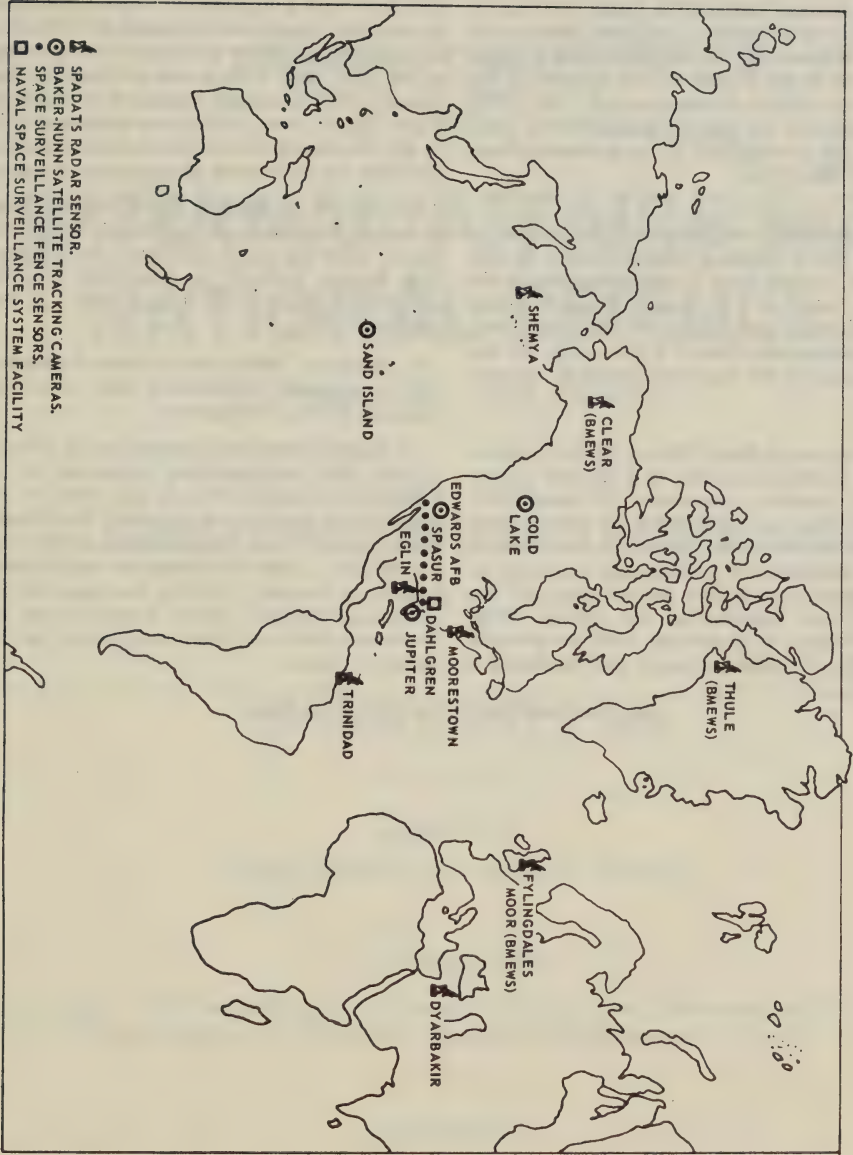 SHEMYA
CLEAR
(BMEWS)
THULE
(BMEWS)
COLD
LAKE
SAND ISLAND
EDWARDS AFB
SPASUR
EGLIN
DAHLGREN
JUPITER
MOORESTOWN
TRINIDAD
FYLINGDALES
MOOR (BMEWS)
DYARBAKIR
SPADATS RADAR SENSOR.
BAKER-NUNN SATELLITE TRACKING CAMERAS.
SPACE SURVEILLANCE FENCE SENSORS.
NAVAL SPACE SURVEILLANCE SYSTEM FACILITY